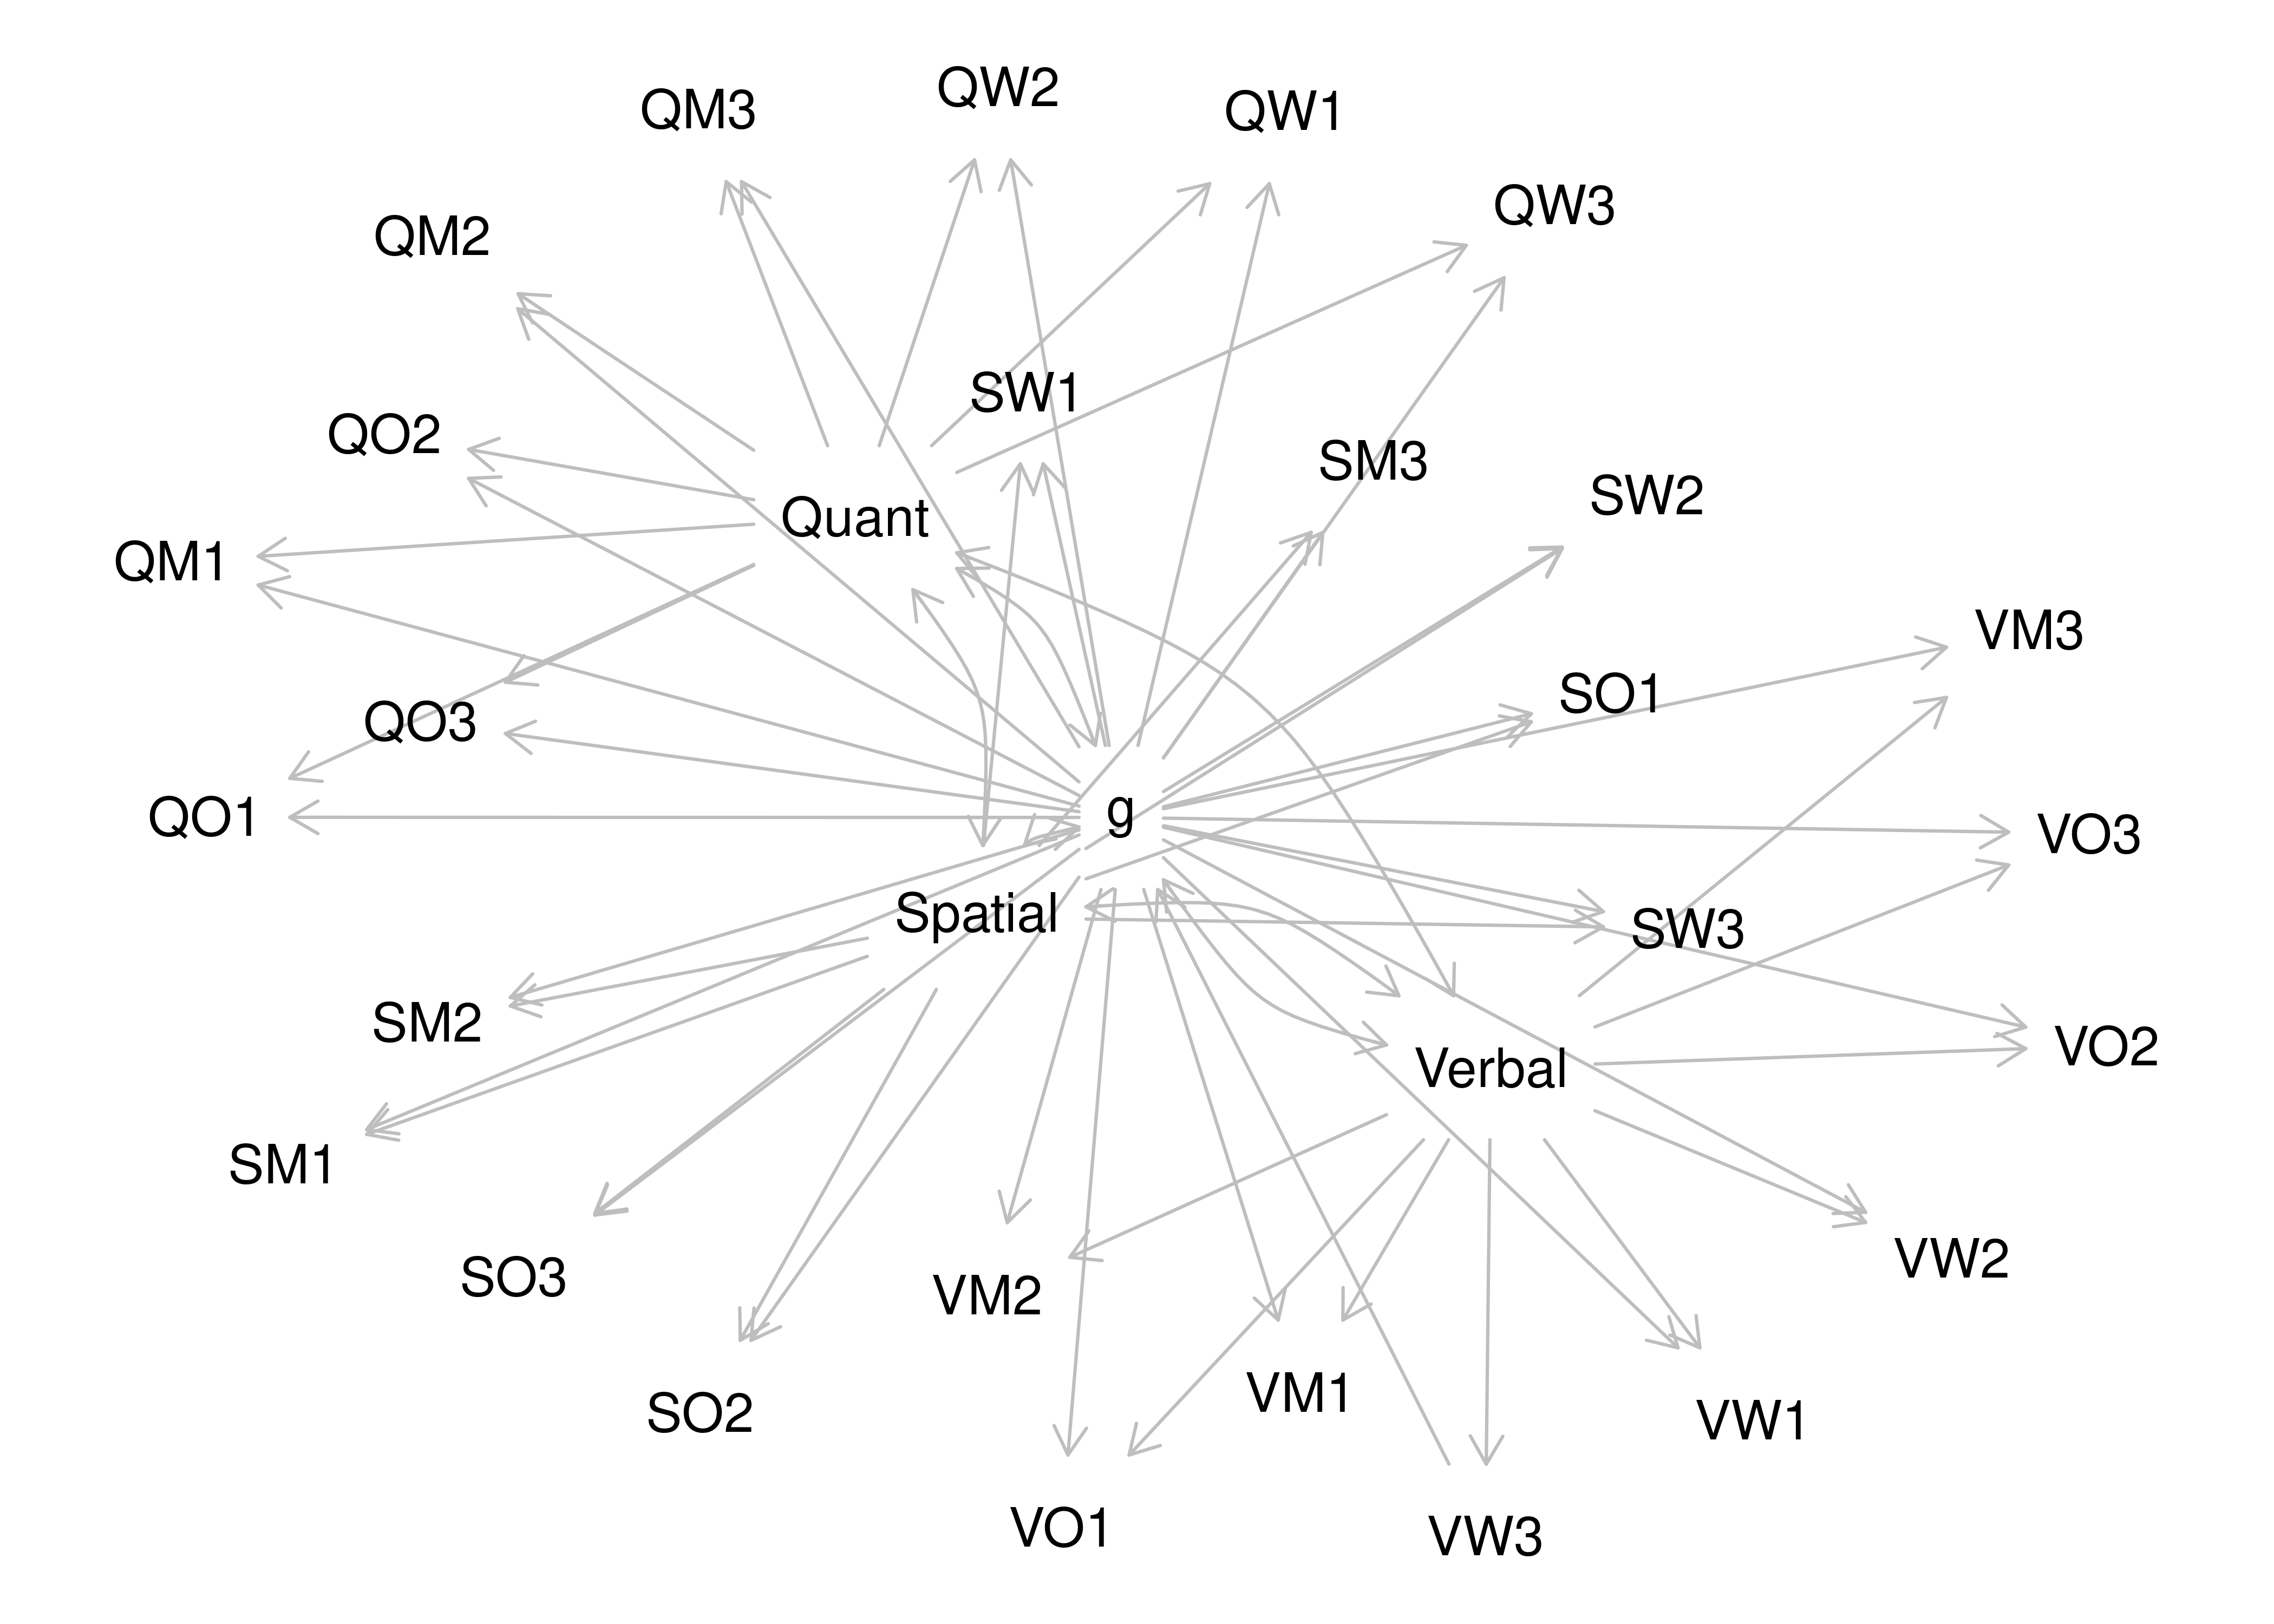 QW2
QM3
QW1
QW3
QM2
SW1
QO2
SM3
SW2
Quant
QM1
VM3
SO1
QO3
g
QO1
VO3
Spatial
SW3
SM2
VO2
Verbal
SM1
VW2
SO3
VM2
VM1
SO2
VW1
VO1
VW3